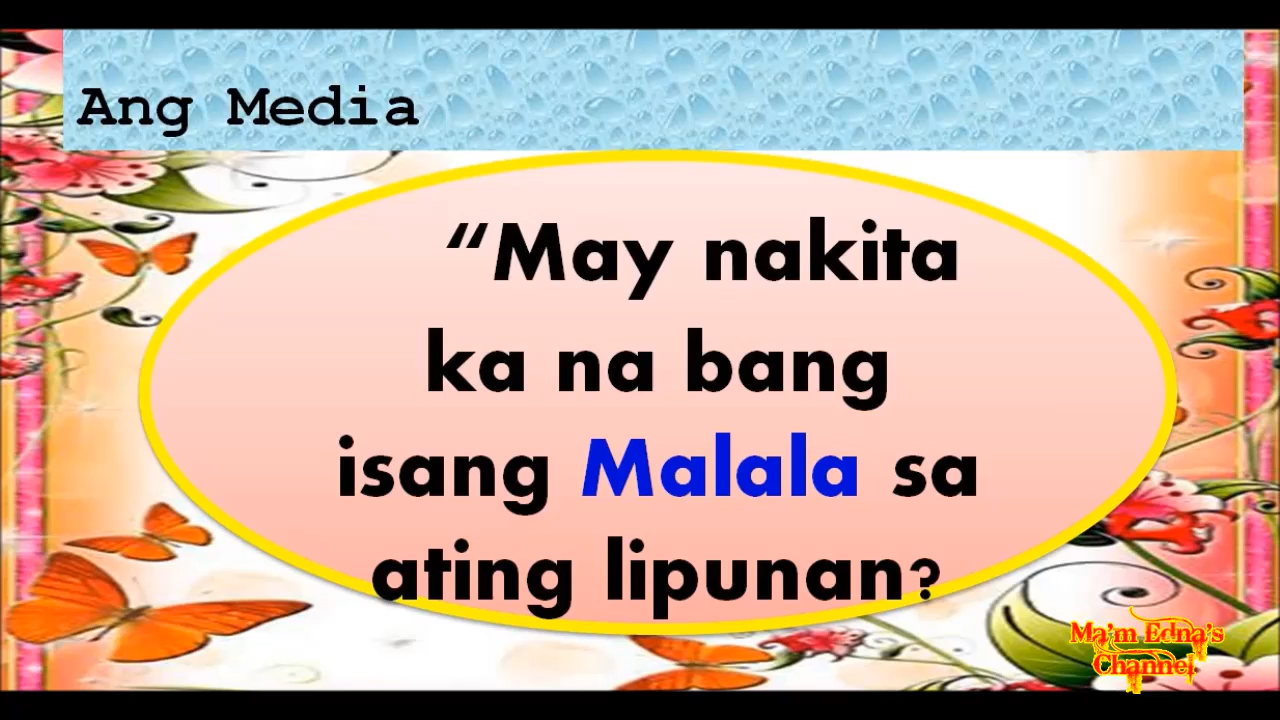 Ang Media
“May nakita
ka na bang
isang Malala sa
ating lipunan?
Ma'm Edna's
Channel